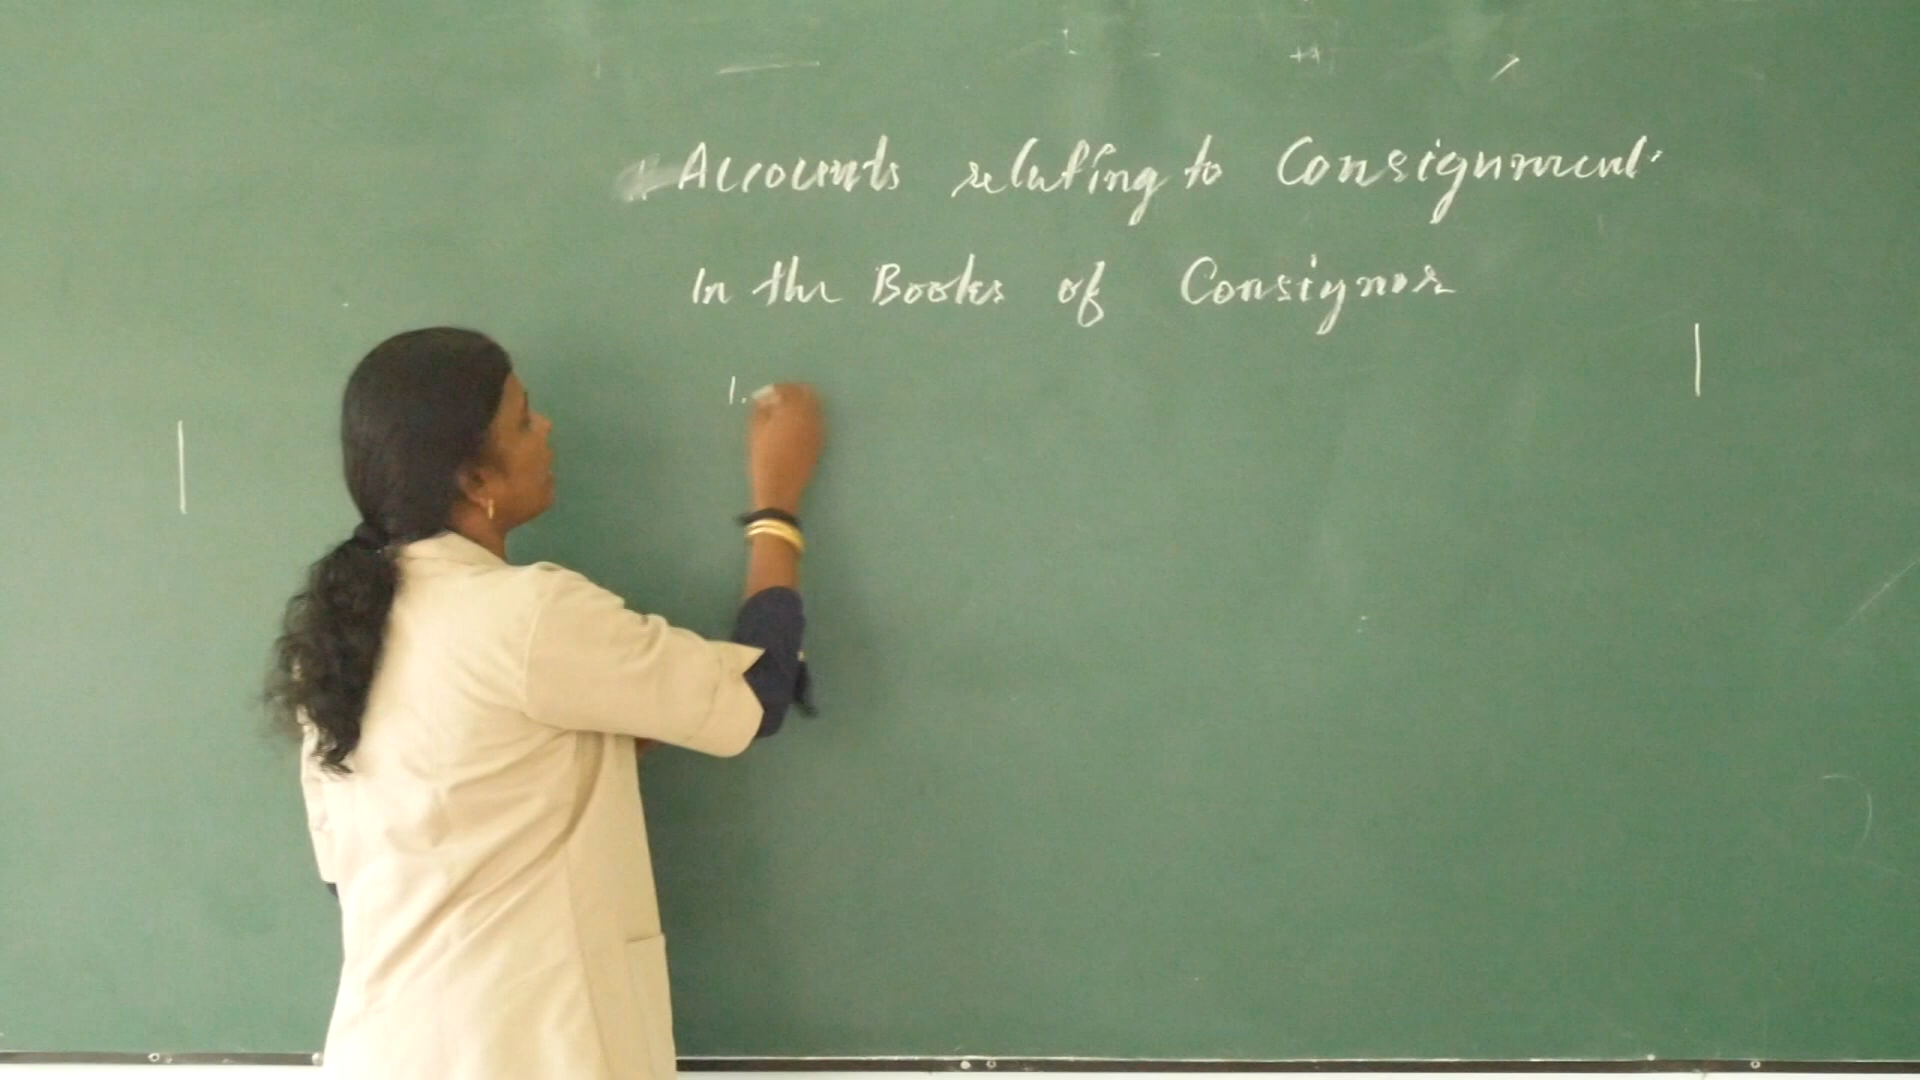 Accounts relating to Consignment.
In the Books of Consignor
1.